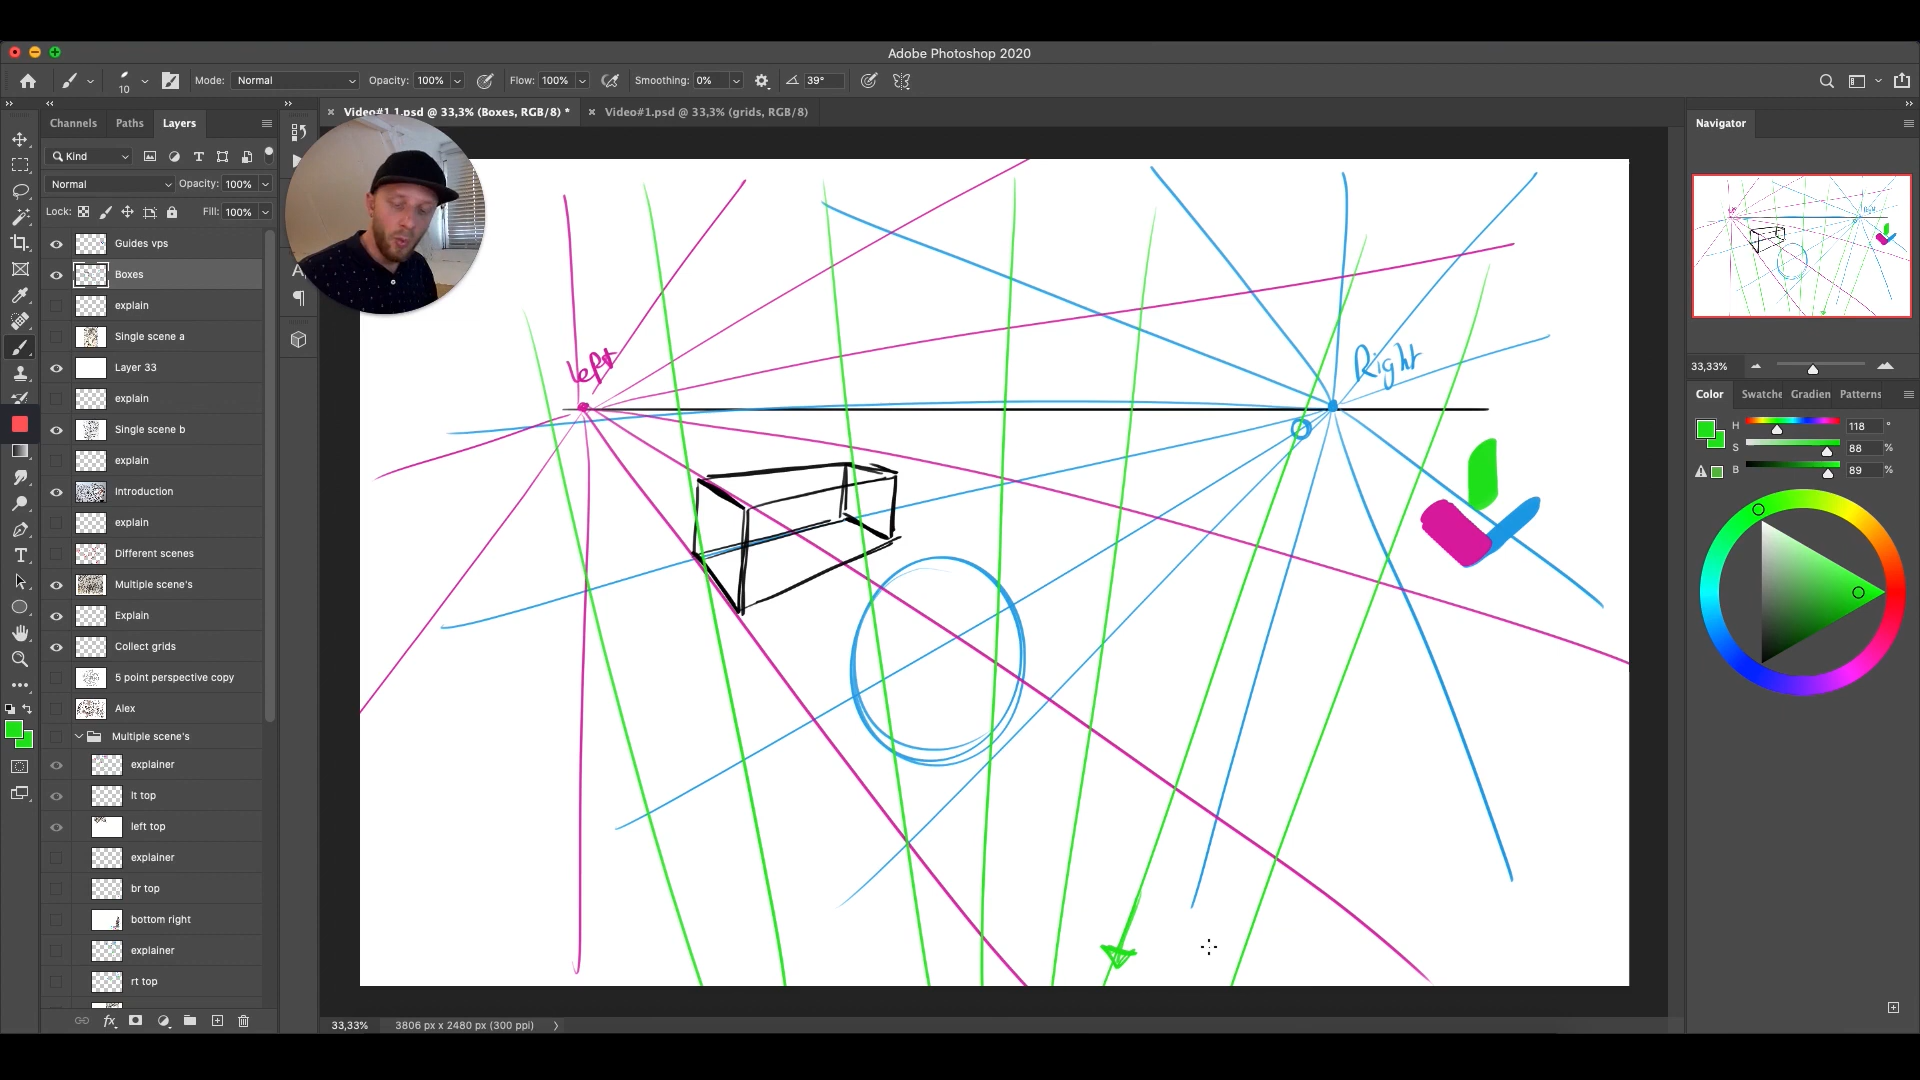 Adobe Photoshop 2020
10
Mode: Normal
Opacity: 100%
Flow: 100%
Smoothing: 0%
39°
Channels
Paths
Layers
Video#1.1.psd @ 33,3% (Boxes, RGB/8) *
Video#1.psd @ 33,3% (grids, RGB/8)
Navigator
Kind
Normal
Opacity: 100%
Lock:
Fill: 100%
Guides vps
Boxes
explain
Single scene a
Layer 33
explain
Single scene b
explain
Introduction
explain
Different scenes
Multiple scene's
Explain
Collect grids
5 point perspective copy
Alex
Multiple scene's
explainer
lt top
left top
explainer
br top
bottom right
explainer
rt top
left
Right
33,33%
Color
Swatche
Gradien
Patterns
H 118 °
S 88 %
B 89 %
33,33%
3806 px x 2480 px (300 ppl)